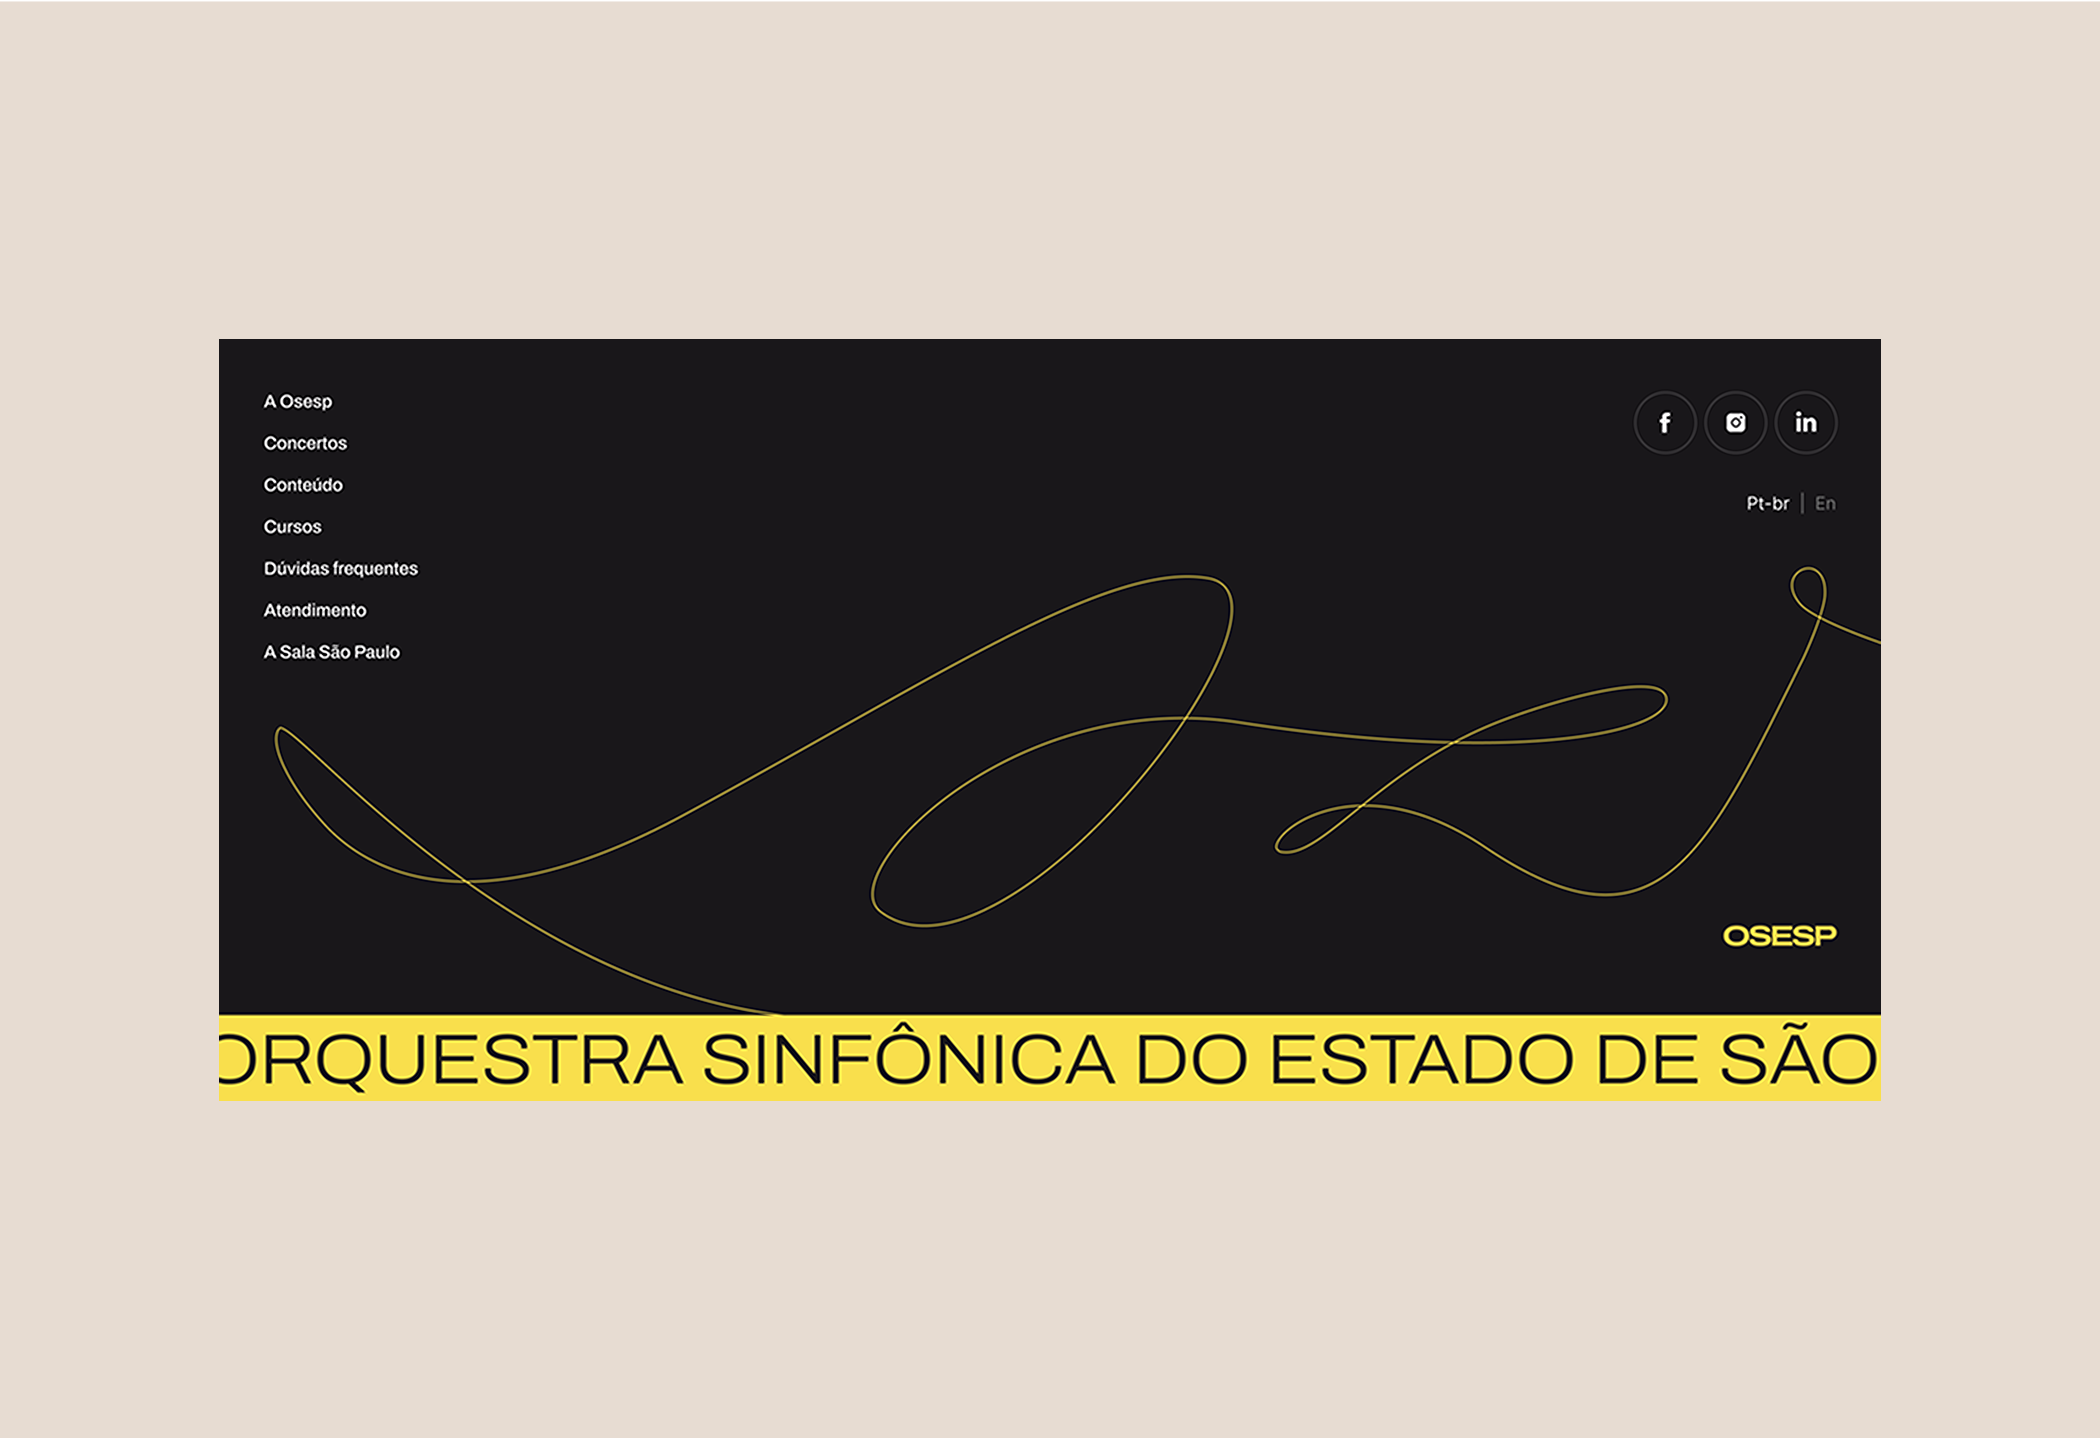 A Osesp
Concertos
Conteúdo
Cursos
Dúvidas frequentes
Atendimento
A Sala São Paulo
f
in
Pt-br | En
OSESP
ORQUESTRA SINFÔNICA DO ESTADO DE SÃO